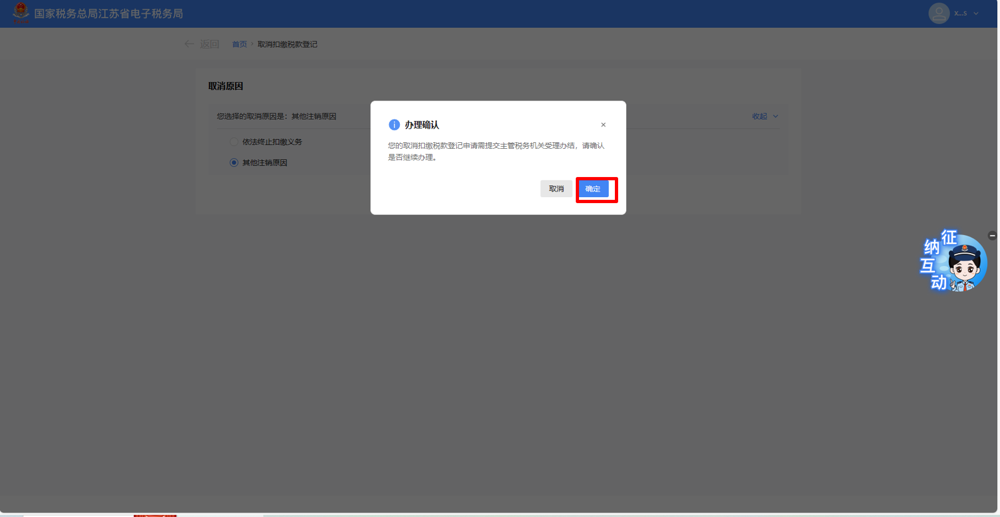 国家税务总局江苏省电子税务局
X...S
返回 首页 > 取消扣缴税款登记
取消原因
您选择的取消原因是：其他注销原因
收起
依法终止扣缴义务
其他注销原因
办理确认
您的取消扣缴税款登记申请需提交主管税务机关受理办结，请确认
是否继续办理。
取消 确定
征
纳
互
动